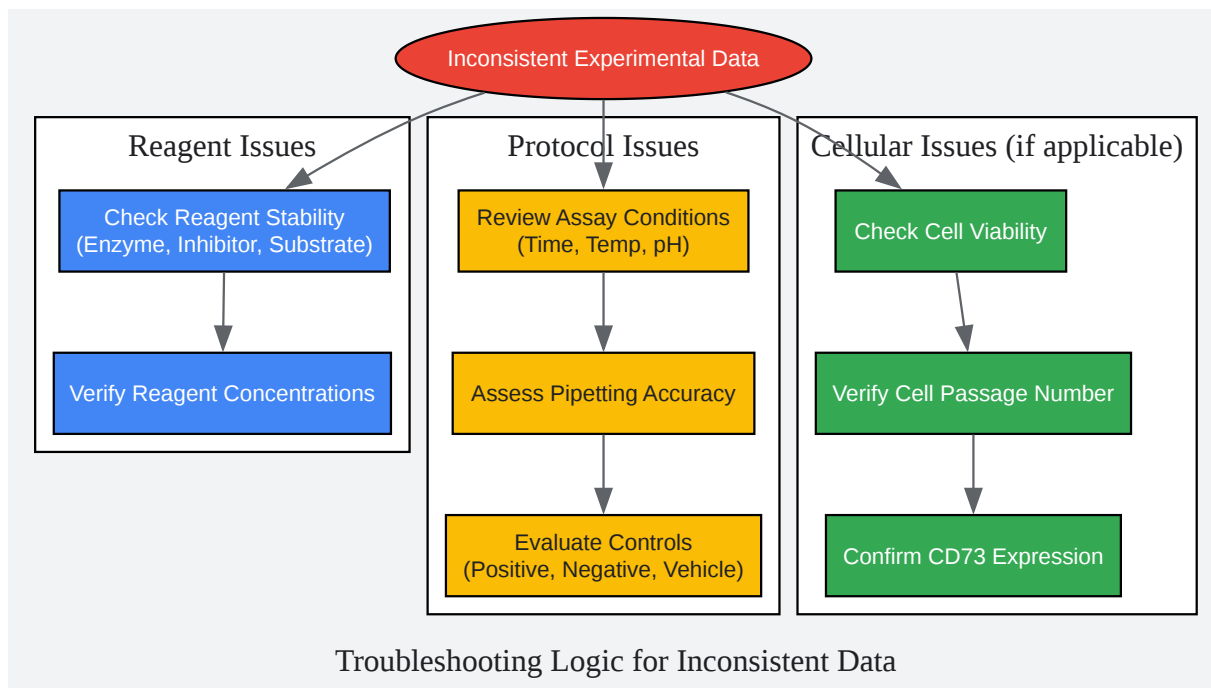 Inconsistent Experimental Data
Reagent Issues
Check Reagent Stability
(Enzyme, Inhibitor, Substrate)
Verify Reagent Concentrations
Protocol Issues
Review Assay Conditions
(Time, Temp, pH)
Assess Pipetting Accuracy
Evaluate Controls
(Positive, Negative, Vehicle)
Cellular Issues (if applicable)
Check Cell Viability
Verify Cell Passage Number
Confirm CD73 Expression
Troubleshooting Logic for Inconsistent Data